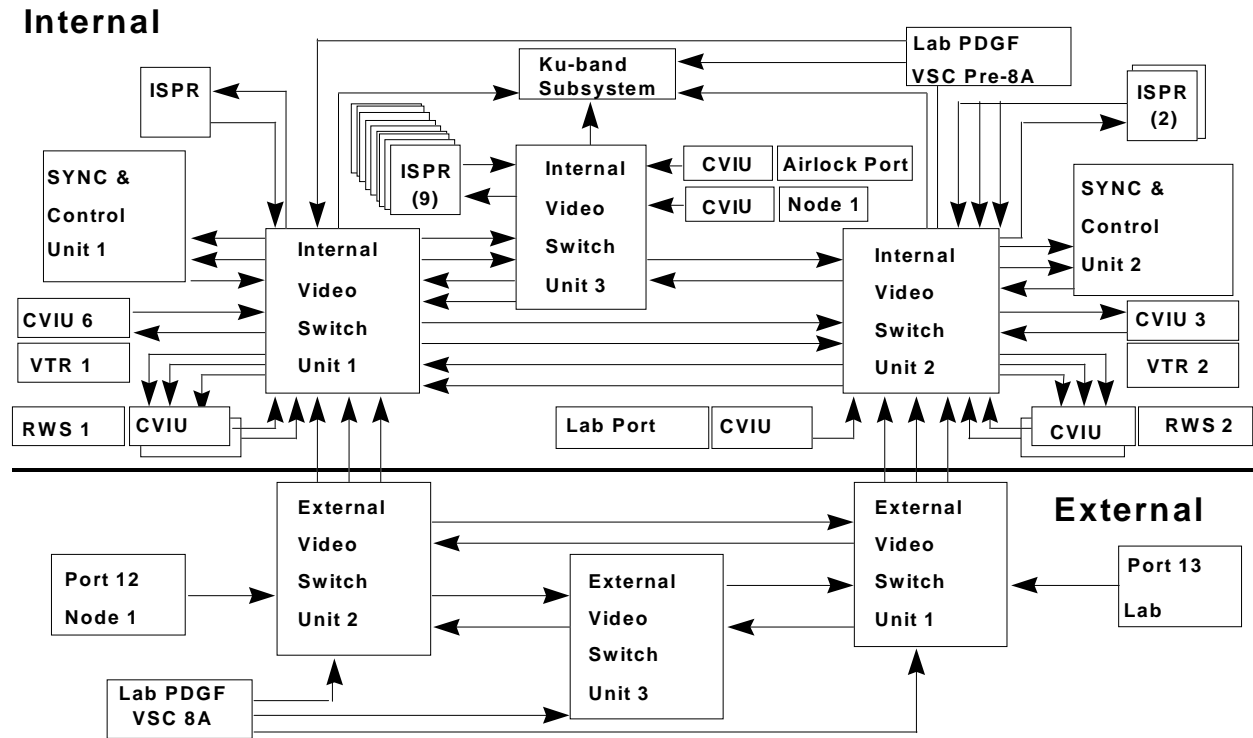 Internal
Lab PDGF
VSC Pre-8A
Ku-band
Subsystem
ISPR
ISPR
(2)
ISPR
(9)
Internal
Video
Switch
Unit 3
CVIU
Airlock Port
CVIU
Node 1
SYNC &
Control
Unit 1
SYNC &
Control
Unit 2
Internal
Video
Switch
Unit 1
Internal
Video
Switch
Unit 2
CVIU 6
VTR 1
CVIU 3
VTR 2
RWS 1
CVIU
Lab Port
CVIU
CVIU
RWS 2
External
External
Video
Switch
Unit 2
External
Video
Switch
Unit 1
Port 12
Node 1
External
Video
Switch
Unit 3
Port 13
Lab
Lab PDGF
VSC 8A